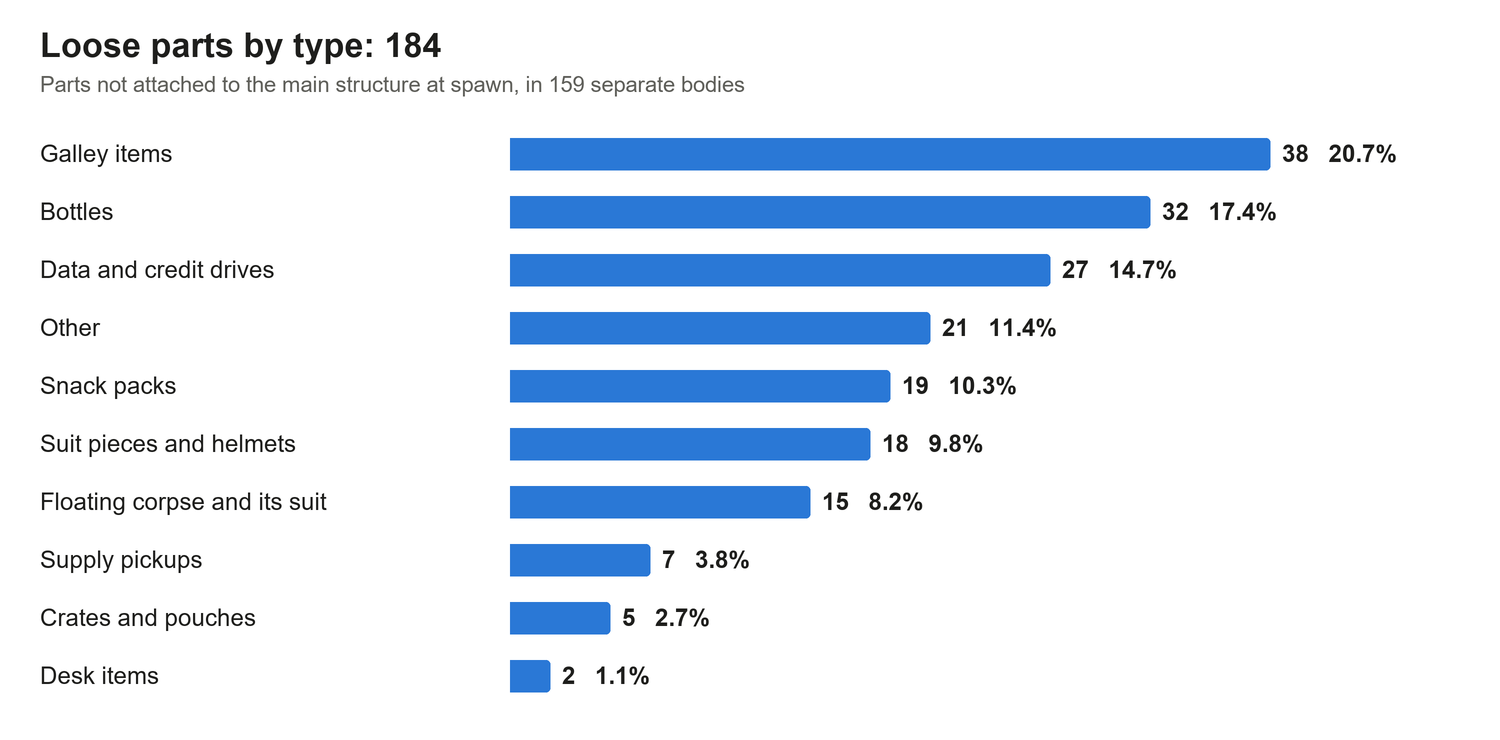 Loose parts by type: 184
Parts not attached to the main structure at spawn, in 159 separate bodies
Galley items 38 20.7%
Bottles 32 17.4%
Data and credit drives 27 14.7%
Other 21 11.4%
Snack packs 19 10.3%
Suit pieces and helmets 18 9.8%
Floating corpse and its suit 15 8.2%
Supply pickups 7 3.8%
Crates and pouches 5 2.7%
Desk items 2 1.1%